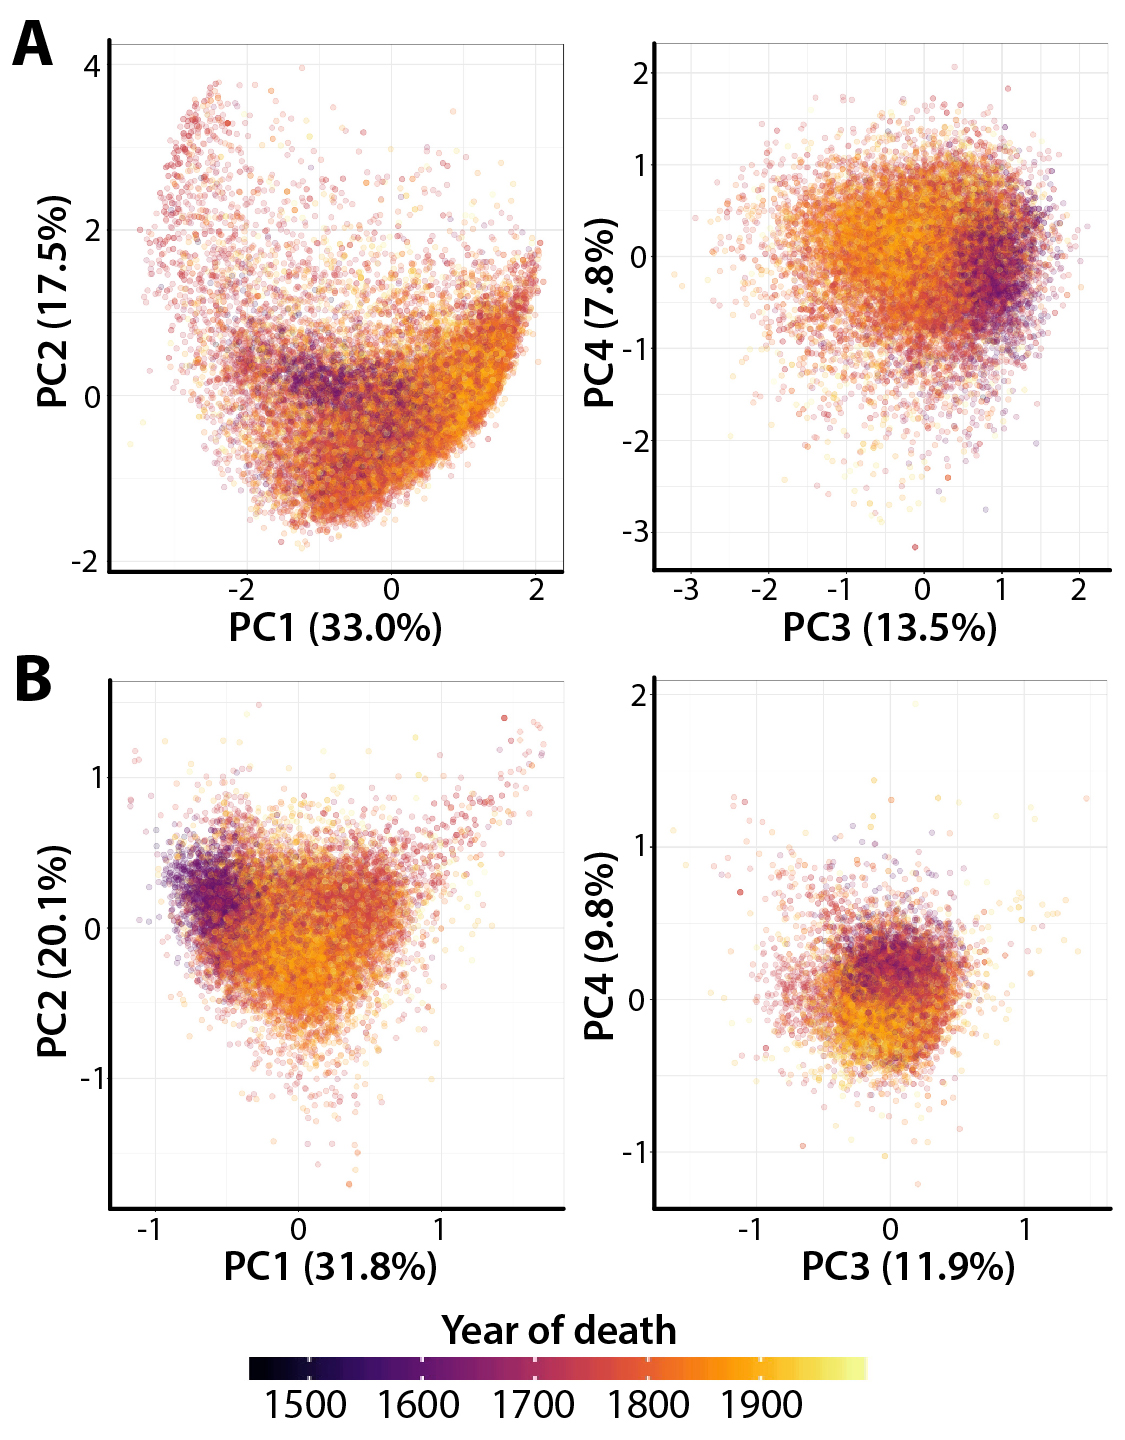 A
4
2
0
-2
PC2 (17.5%)
-2 0 2
PC1 (33.0%)
2
1
0
-1
-2
-3
PC4 (7.8%)
-3 -2 -1 0 1 2
PC3 (13.5%)
B
1
0
-1
PC2 (20.1%)
-1 0 1
PC1 (31.8%)
2
1
0
-1
PC4 (9.8%)
-1 0 1
PC3 (11.9%)
Year of death
1500 1600 1700 1800 1900